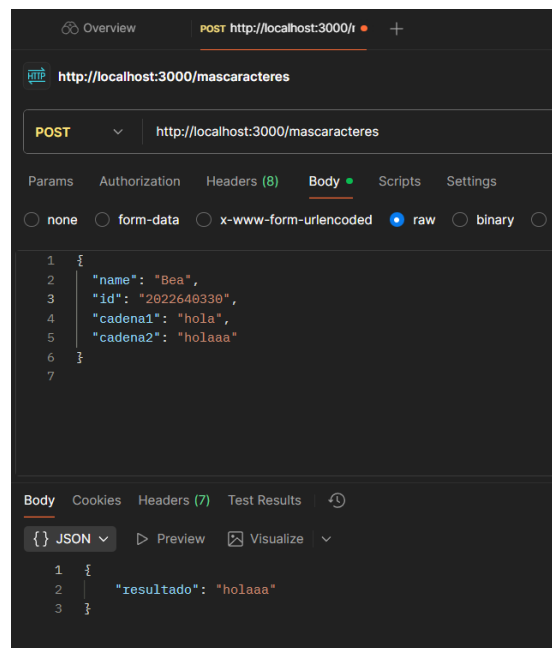 Overview POST http://localhost:3000/r
HTTP http://localhost:3000/mascaracteres
POST http://localhost:3000/mascaracteres
Params Authorization Headers (8) Body Scripts Settings
none form-data x-www-form-urlencoded raw binary
1 {
2 "name": "Bea",
3 "id": "2022640330",
4 "cadena1": "hola",
5 "cadena2": "holaaa"
6 }
7
Body Cookies Headers (7) Test Results
{} JSON Preview Visualize
1 {
2 "resultado": "holaaa"
3 }